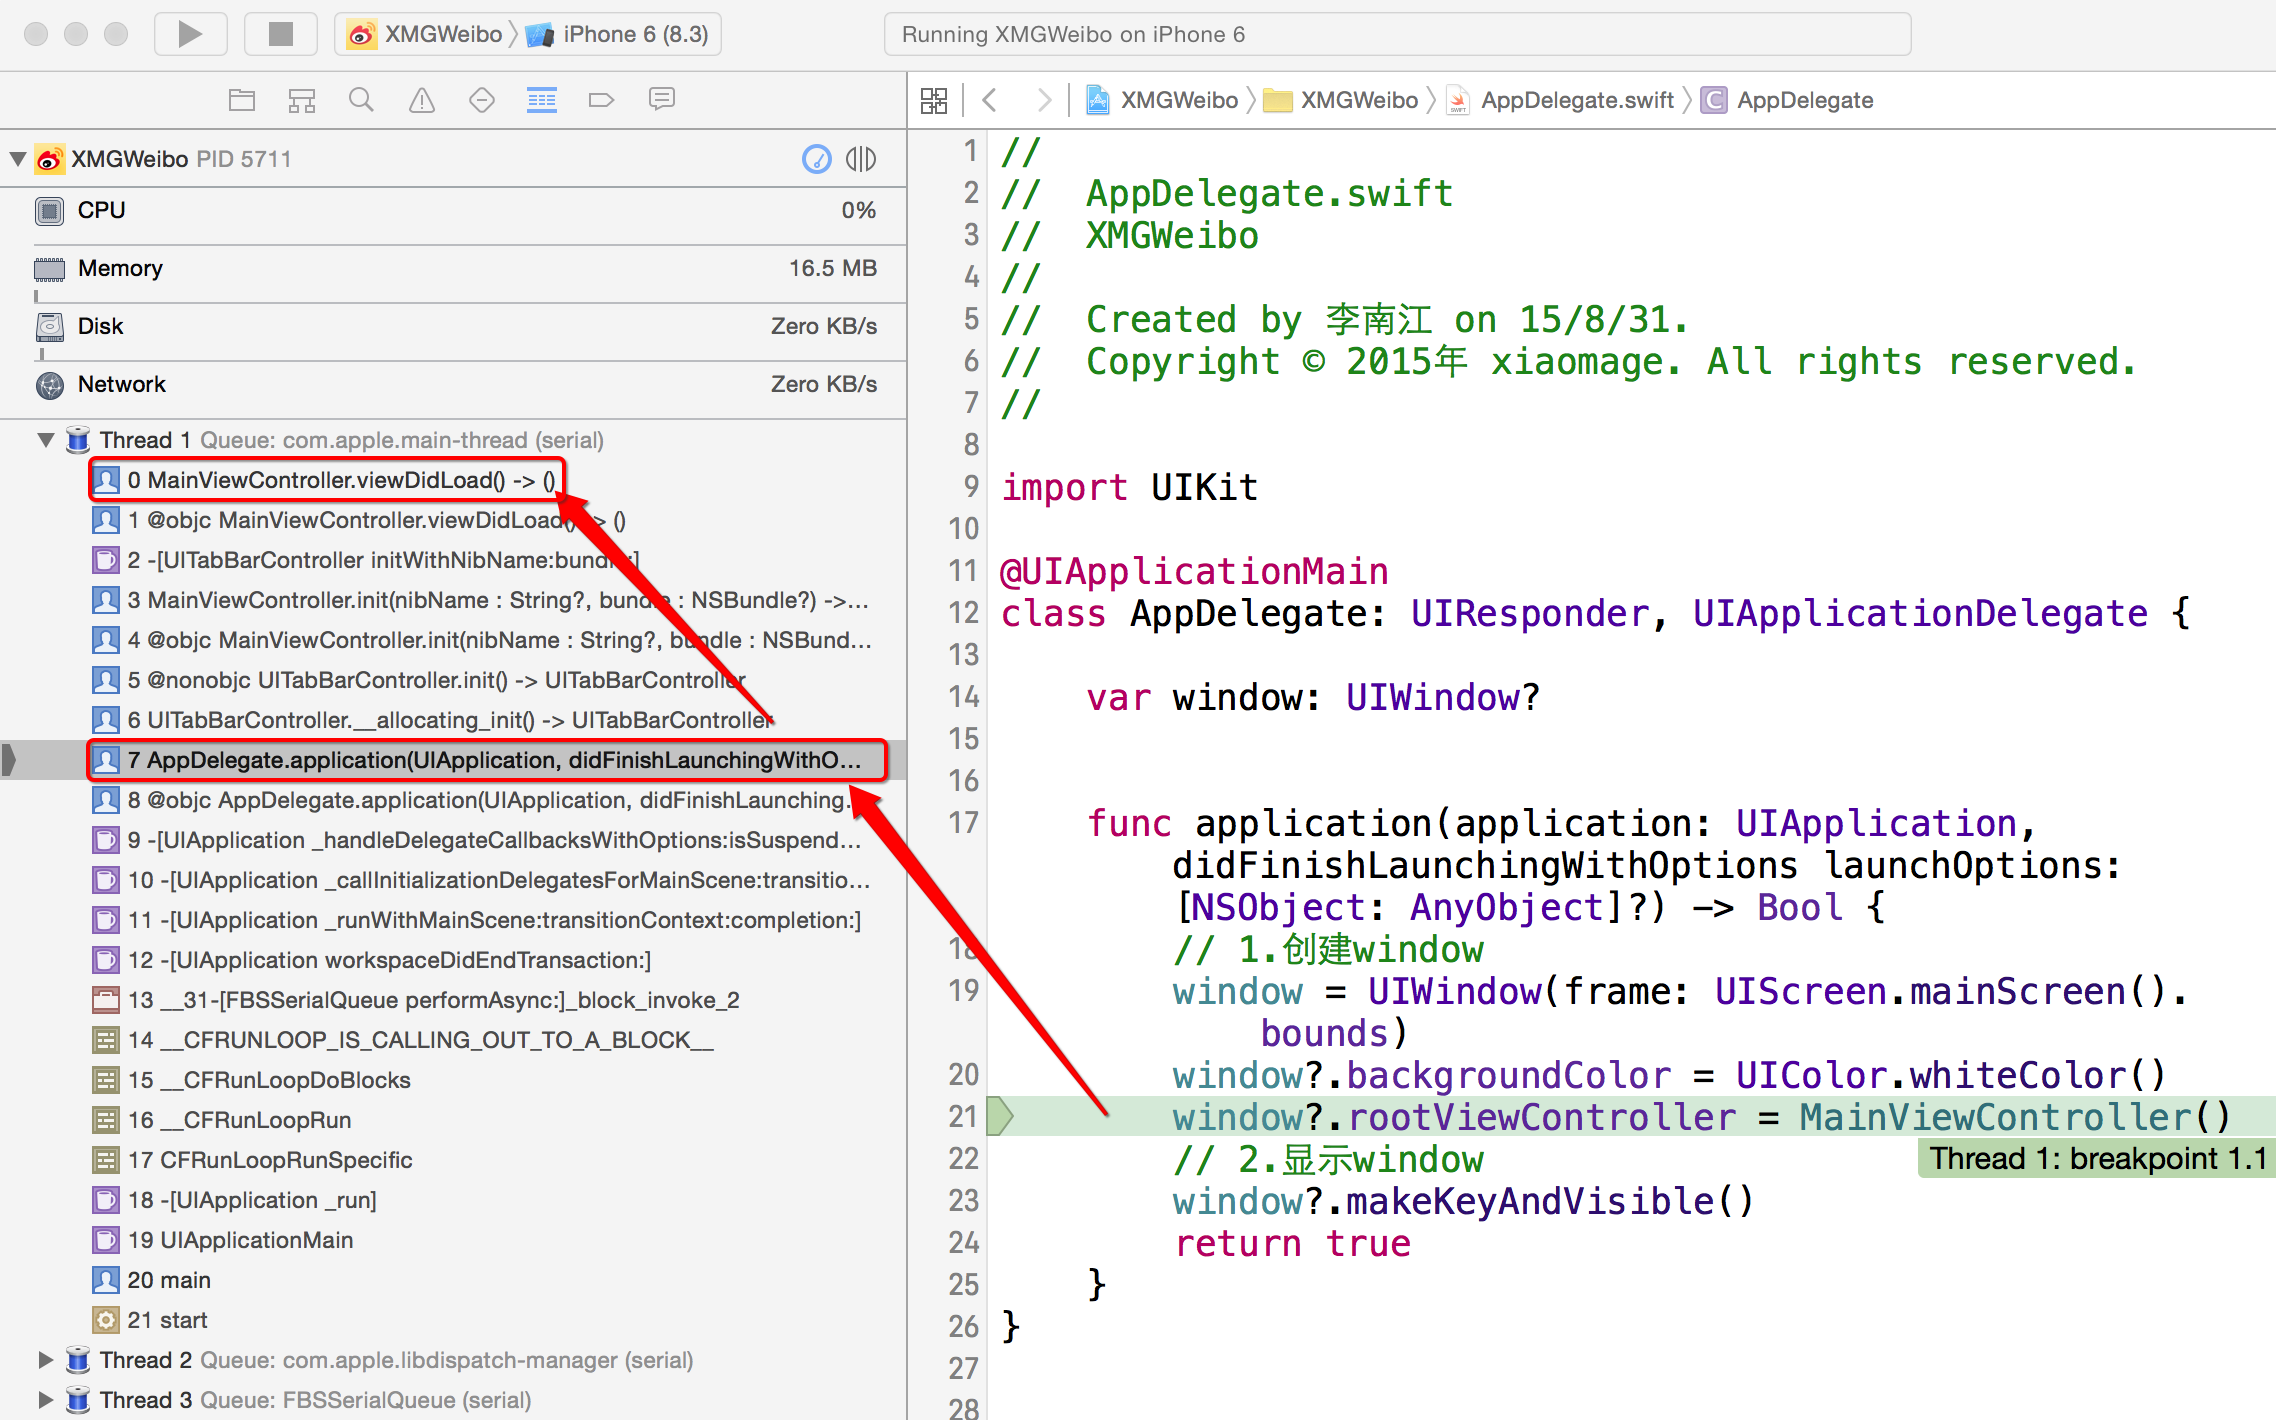 XMGWeibo iPhone 6 (8.3)
Running XMGWeibo on iPhone 6
XMGWeibo XMGWeibo AppDelegate.swift AppDelegate
XMGWeibo PID 5711
CPU 0%
Memory 16.5 MB
Disk Zero KB/s
Network Zero KB/s
Thread 1 Queue: com.apple.main-thread (serial)
0 MainViewController.viewDidLoad() -> ()
1 @objc MainViewController.viewDidLoad() -> ()
2 -[UITabBarController initWithNibName:bundle:]
3 MainViewController.init(nibName : String?, bundle : NSBundle?) ->...
4 @objc MainViewController.init(nibName : String?, bundle : NSBund...
5 @nonobjc UITabBarController.init() -> UITabBarController
6 UITabBarController.__allocating_init() -> UITabBarController
7 AppDelegate.application(UIApplication, didFinishLaunchingWithO...
8 @objc AppDelegate.application(UIApplication, didFinishLaunching...
9 -[UIApplication _handleDelegateCallbacksWithOptions:isSuspend...
10 -[UIApplication _callInitializationDelegatesForMainScene:transitio...
11 -[UIApplication _runWithMainScene:transitionContext:completion:]
12 -[UIApplication workspaceDidEndTransaction:]
13 __31-[FBSSerialQueue performAsync:]_block_invoke_2
14 __CFRUNLOOP_IS_CALLING_OUT_TO_A_BLOCK__
15 __CFRunLoopDoBlocks
16 __CFRunLoopRun
17 CFRunLoopRunSpecific
18 -[UIApplication _run]
19 UIApplicationMain
20 main
21 start
Thread 2 Queue: com.apple.libdispatch-manager (serial)
Thread 3 Queue: FBSSerialQueue (serial)
1 //
2 //  AppDelegate.swift
3 //  XMGWeibo
4 //
5 //  Created by 李南江 on 15/8/31.
6 //  Copyright © 2015年 xiaomage. All rights reserved.
7 //
8
9 import UIKit
10
11 @UIApplicationMain
12 class AppDelegate: UIResponder, UIApplicationDelegate {
13
14     var window: UIWindow?
15
16
17     func application(application: UIApplication,
didFinishLaunchingWithOptions launchOptions:
[NSObject: AnyObject]?) -> Bool {
18         // 1.创建window
19         window = UIWindow(frame: UIScreen.mainScreen().
bounds)
20         window?.backgroundColor = UIColor.whiteColor()
21         window?.rootViewController = MainViewController()
Thread 1: breakpoint 1.1
22         // 2.显示window
23         window?.makeKeyAndVisible()
24         return true
25     }
26 }
27
28